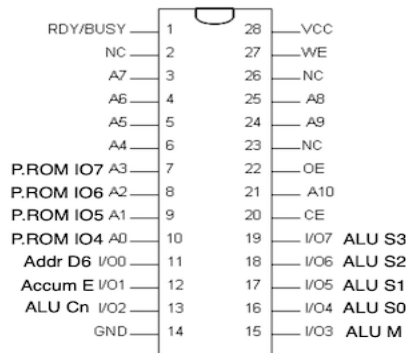 RDY/BUSY 1 28 VCC
NC 2 27 WE
A7 3 26 NC
A6 4 25 A8
A5 5 24 A9
A4 6 23 NC
P.ROM IO7 A3 7 22 OE
P.ROM IO6 A2 8 21 A10
P.ROM IO5 A1 9 20 CE
P.ROM IO4 A0 10 19 I/O7 ALU S3
Addr D6 I/O0 11 18 I/O6 ALU S2
Accum E I/O1 12 17 I/O5 ALU S1
ALU Cn I/O2 13 16 I/O4 ALU S0
GND 14 15 I/O3 ALU M